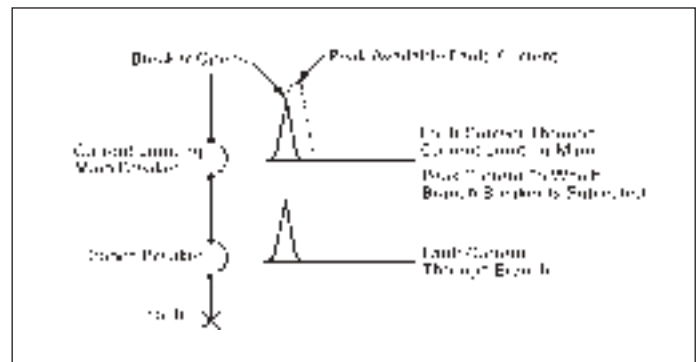 Breaker Opens
Peak Available Fault Current
Fault Current Through
Current Limiting Main
Current Limiting
Main Breaker
Peak Current to Which
Branch Breaker Is Subjected
Branch Breaker
Fault Current
Through Branch
Fault